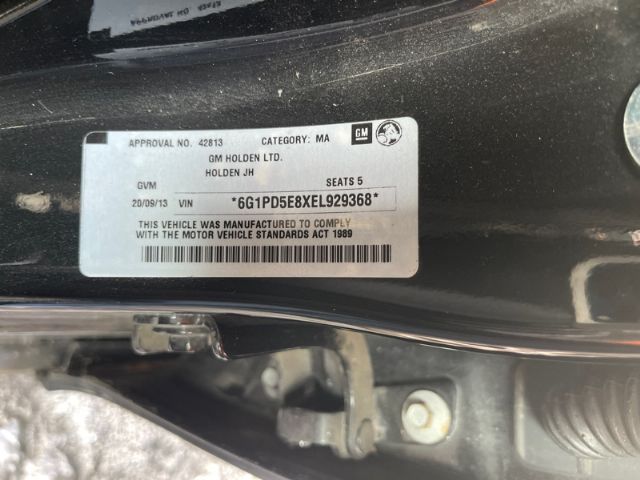 APPROVAL NO. 42813 CATEGORY: MA GM
GM HOLDEN LTD.
HOLDEN JH
GVM SEATS 5
20/09/13 VIN *6G1PD5E8XEL929368*
THIS VEHICLE WAS MANUFACTURED TO COMPLY
WITH THE MOTOR VEHICLE STANDARDS ACT 1989